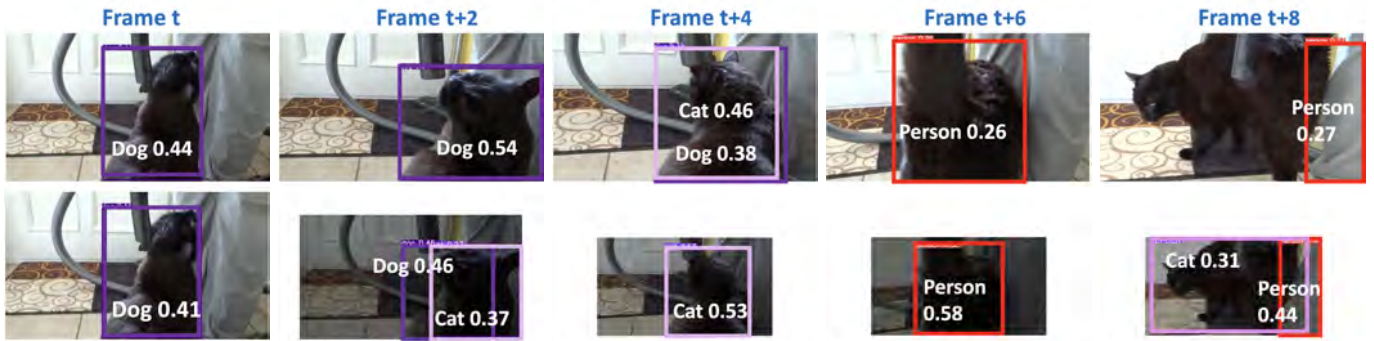 Frame t
Frame t+2
Frame t+4
Frame t+6
Frame t+8
Dog 0.44
Dog 0.54
Cat 0.46
Dog 0.38
Person 0.26
Person
0.27
Dog 0.41
Dog 0.46
Cat 0.37
Cat 0.53
Person
0.58
Cat 0.31
Person
0.44